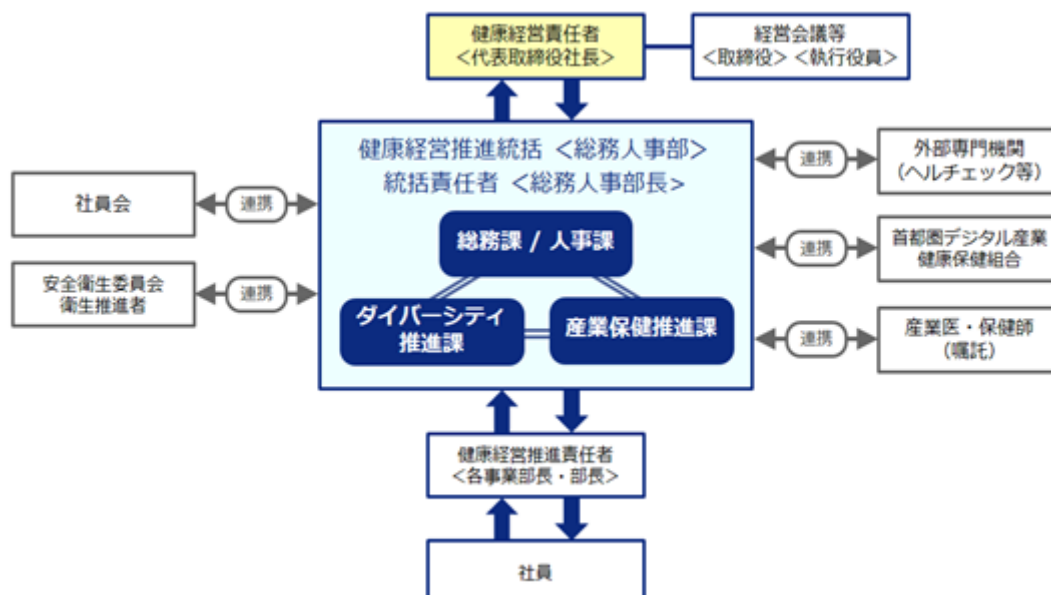 健康経営責任者
＜代表取締役社長＞
経営会議等
＜取締役＞ ＜執行役員＞
健康経営推進統括 ＜総務人事部＞
統括責任者 ＜総務人事部長＞
総務課 / 人事課
ダイバーシティ
推進課
産業保健推進課
社員会
連携
安全衛生委員会
衛生推進者
連携
連携
外部専門機関
（ヘルチェック等）
連携
首都圏デジタル産業
健康保険組合
連携
産業医・保健師
（嘱託）
健康経営推進責任者
＜各事業部長・部長＞
社員